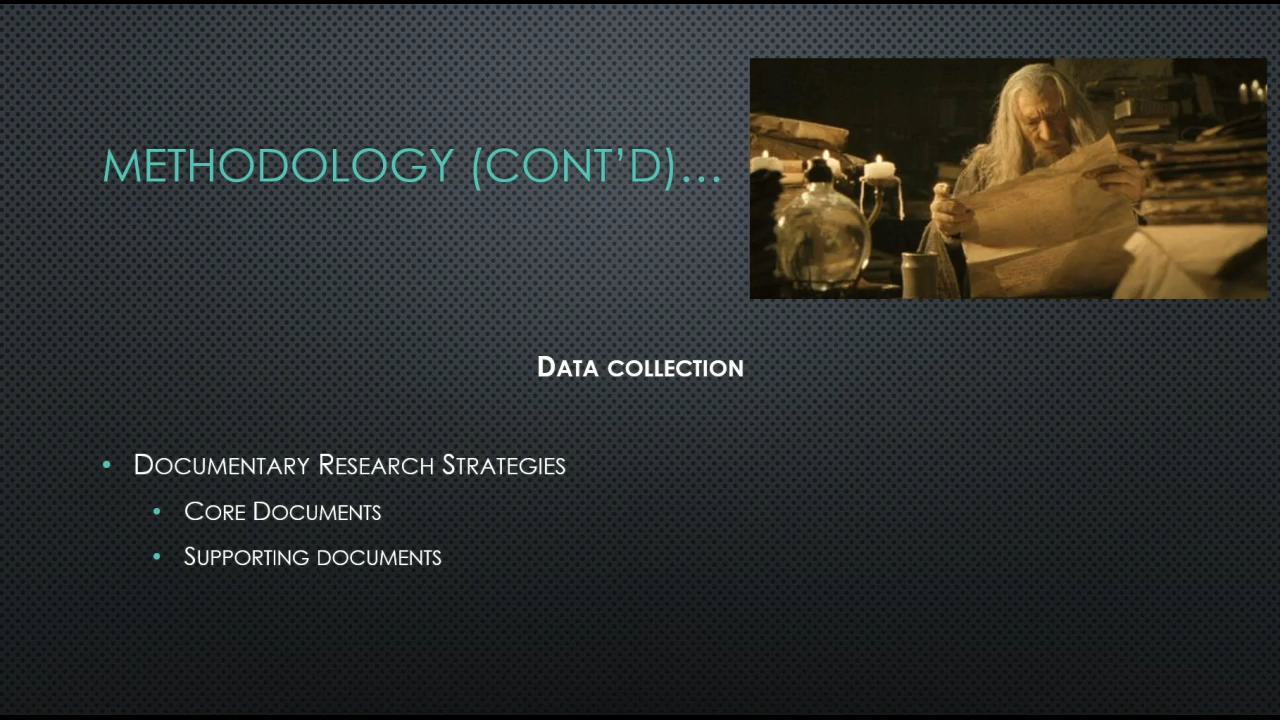 METHODOLOGY (CONT'D)...
DATA COLLECTION
DOCUMENTARY RESEARCH STRATEGIES
CORE DOCUMENTS
SUPPORTING DOCUMENTS